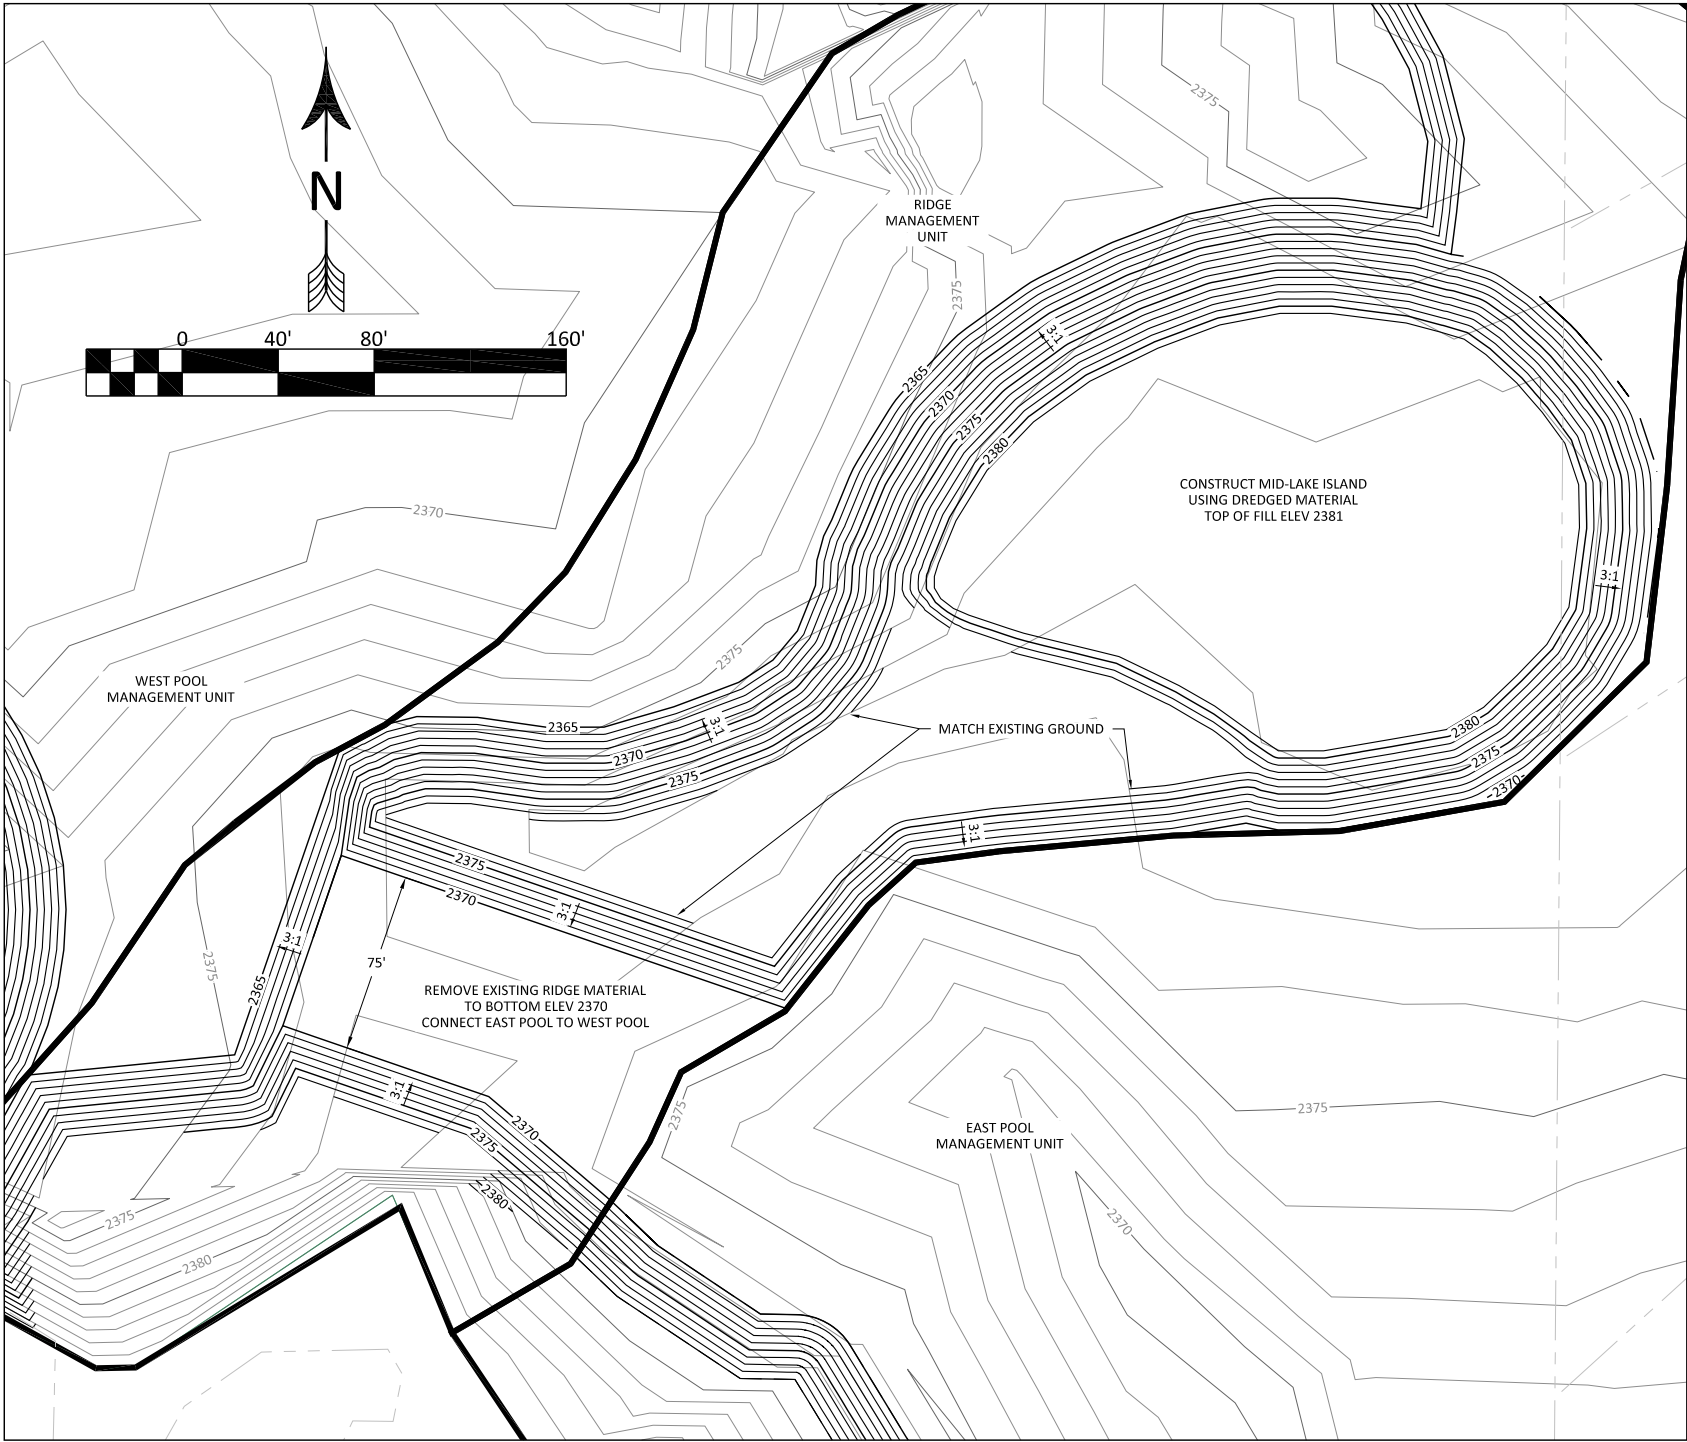 2375
N
RIDGE
MANAGEMENT
UNIT
0 40' 80' 160'
2375
3:1
2365
2370
2375
2380
CONSTRUCT MID-LAKE ISLAND
USING DREDGED MATERIAL
TOP OF FILL ELEV 2381
2370
3:1
2375
WEST POOL
MANAGEMENT UNIT
2365
3:1
2370
2375
MATCH EXISTING GROUND
2380
2375
2370
3:1
2375
2370
3:1
3:1
2375
75'
2365
REMOVE EXISTING RIDGE MATERIAL
TO BOTTOM ELEV 2370
CONNECT EAST POOL TO WEST POOL
3:1
2370
2375
2375
2375
EAST POOL
MANAGEMENT UNIT
2380
2375
2370
2380